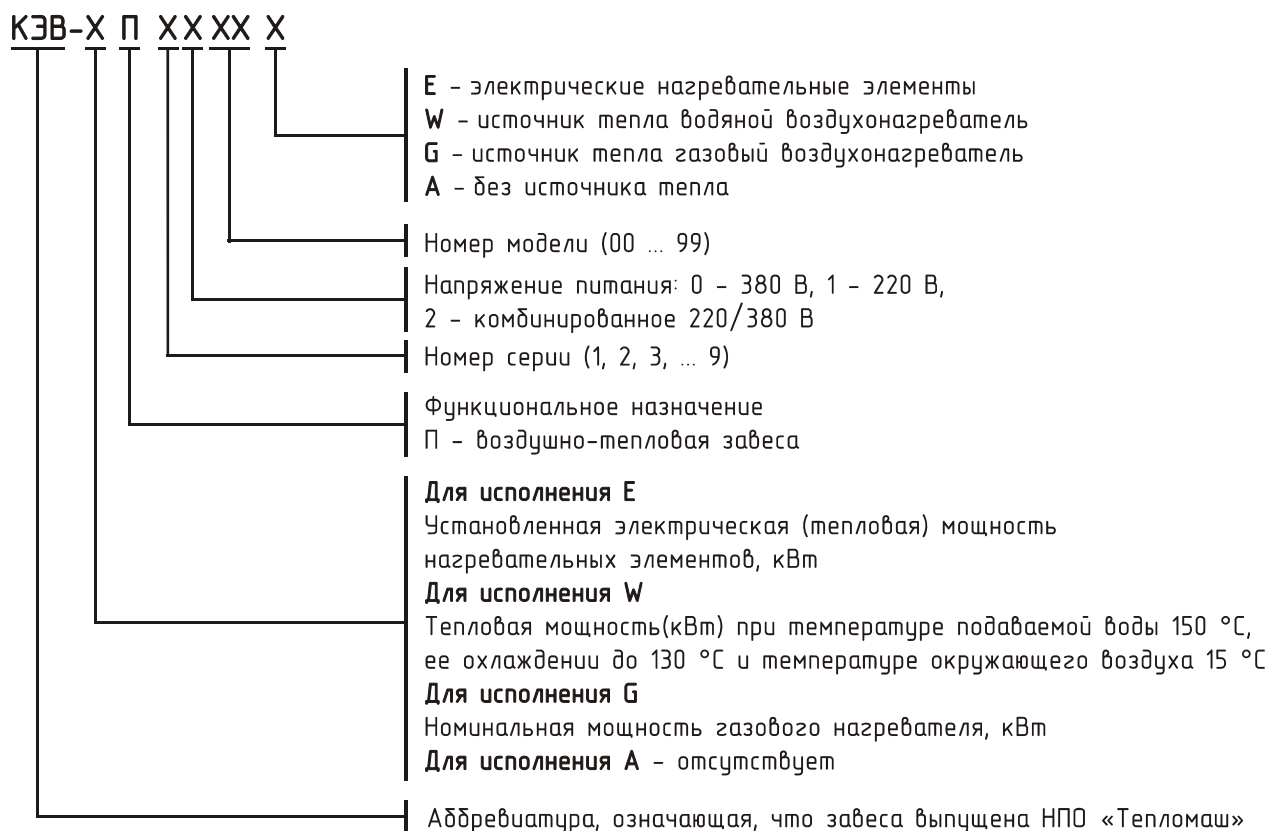 КЭВ-Х П Х Х ХХ Х
E – электрические нагревательные элементы
W – источник тепла водяной воздухонагреватель
G – источник тепла газовый воздухонагреватель
A – без источника тепла
Номер модели (00 ... 99)
Напряжение питания: 0 – 380 В, 1 – 220 В,
2 – комбинированное 220/380 В
Номер серии (1, 2, 3, ... 9)
Функциональное назначение
П – воздушно-тепловая завеса
Для исполнения E
Установленная электрическая (тепловая) мощность
нагревательных элементов, кВт
Для исполнения W
Тепловая мощность(кВт) при температуре подаваемой воды 150 °С,
ее охлаждении до 130 °С и температуре окружающего воздуха 15 °С
Для исполнения G
Номинальная мощность газового нагревателя, кВт
Для исполнения A – отсутствует
Аббревиатура, означающая, что завеса выпущена НПО «Тепломаш»